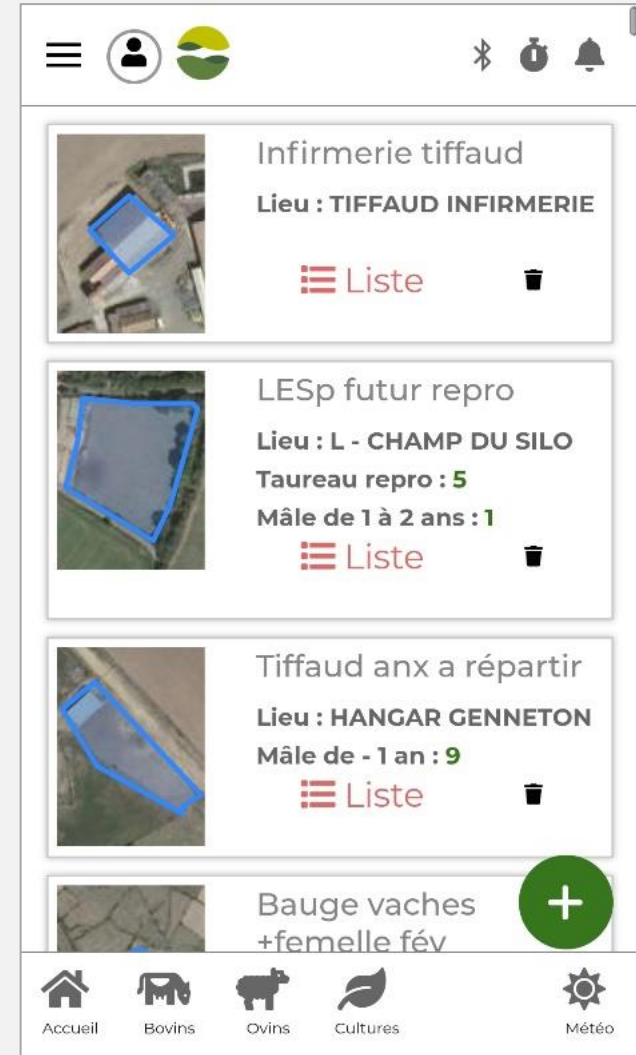 Infirmerie tiffaud
Lieu : TIFFAUD INFIRMERIE
Liste
LESp futur repro
Lieu : L - CHAMP DU SILO
Taureau repro : 5
Mâle de 1 à 2 ans : 1
Liste
Tiffaud anx a répartir
Lieu : HANGAR GENNETON
Mâle de - 1 an : 9
Liste
Bauge vaches
+femelle fév
+
Accueil Bovins Ovins Cultures Météo